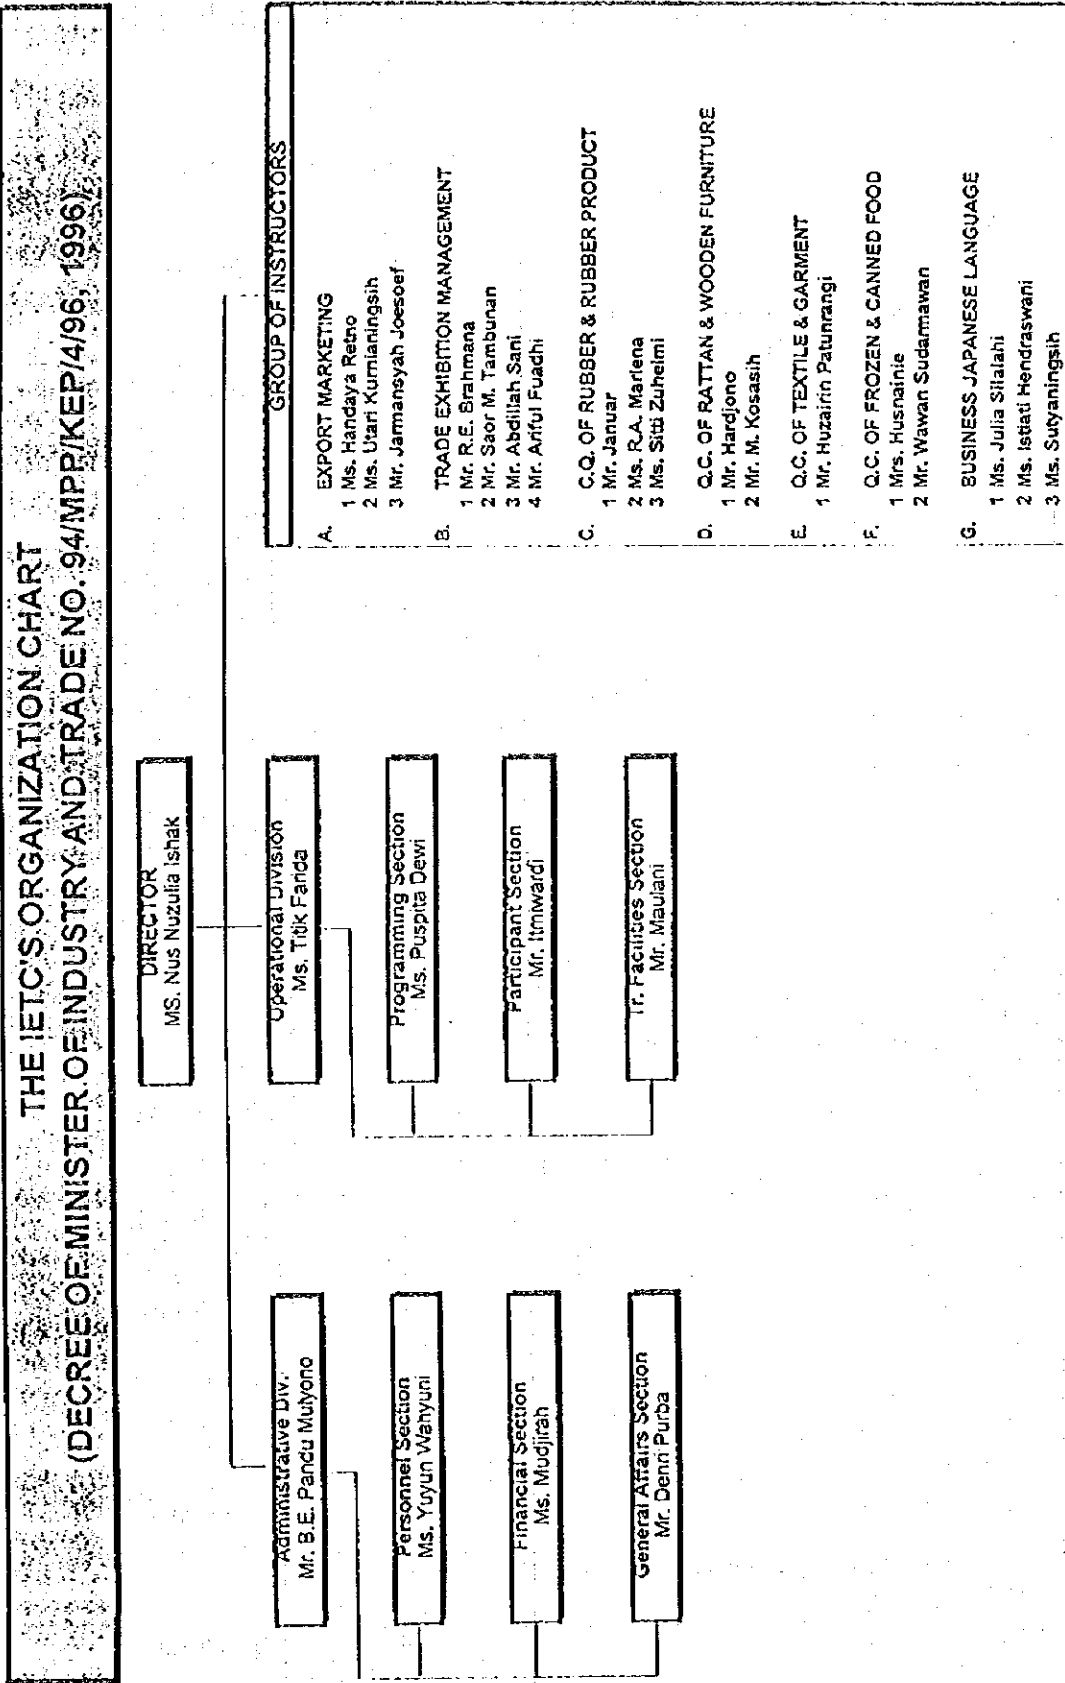 THE IETC'S ORGANIZATION CHART
(DECREE OF MINISTER OF INDUSTRY AND TRADE NO. 94/MPP/KEP/4/96, 1996)
DIRECTOR
MS. Nus Nuzulia Ishak
Administrative Div.
Mr. B.E. Pandu Mulyono
Personnel Section
Ms. Yuyun Wahyuni
Financial Section
Ms. Mudjirah
General Affairs Section
Mr. Denri Purba
Operational Division
Ms. Titik Farida
Programming Section
Ms. Puspita Dewi
Participant Section
Mr. Itmiwardi
Tr. Facilities Section
Mr. Maulani
GROUP OF INSTRUCTORS
A. EXPORT MARKETING
1 Ms. Handaya Retno
2 Ms. Utari Kurnianingsih
3 Mr. Jarmansyah Joesoef
B. TRADE EXHIBITION MANAGEMENT
1 Mr. R.E. Brahmana
2 Mr. Saor M. Tambunan
3 Mr. Abdillah Sani
4 Mr. Ariful Fuadhi
C. C.Q. OF RUBBER & RUBBER PRODUCT
1 Mr. Januar
2 Ms. R.A. Marlena
3 Ms. Sitti Zuhelmi
D. Q.C. OF RATTAN & WOODEN FURNITURE
1 Mr. Hardjono
2 Mr. M. Kosasih
E. Q.C. OF TEXTILE & GARMENT
1 Mr. Huzairin Patunrangi
F. Q.C. OF FROZEN & CANNED FOOD
1 Mrs. Husnainie
2 Mr. Wawan Sudarmawan
G. BUSINESS JAPANESE LANGUAGE
1 Ms. Julia Silalahi
2 Ms. Istiati Hendraswani
3 Ms. Sutyaningsih